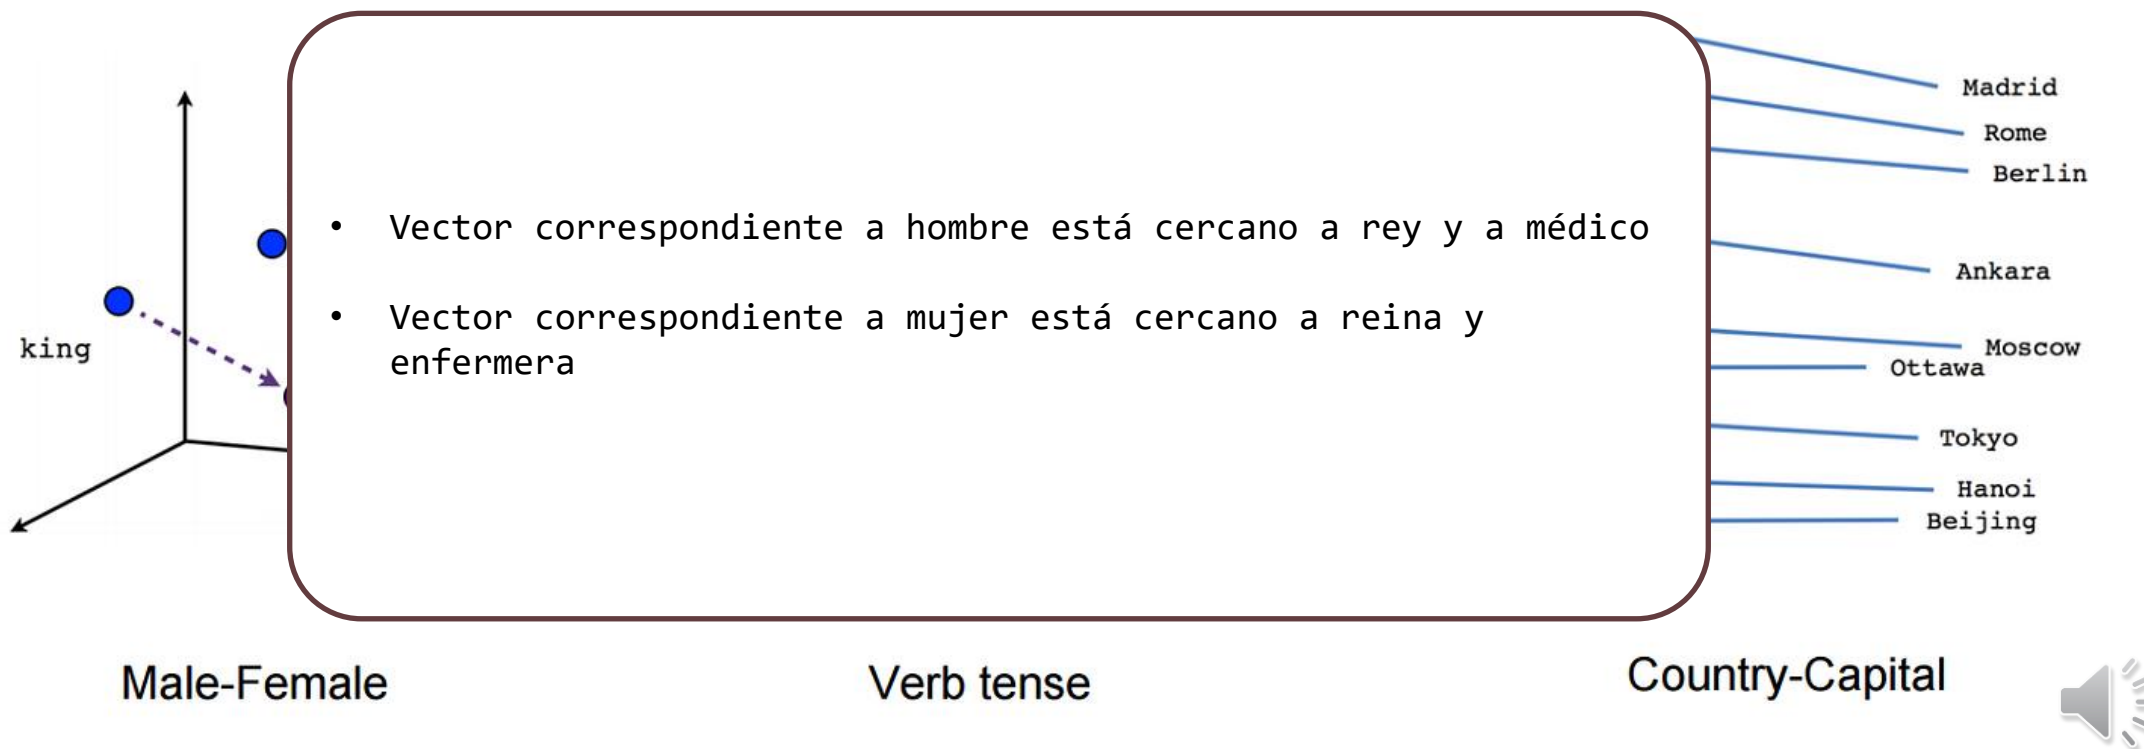 king
• Vector correspondiente a hombre está cercano a rey y a médico
• Vector correspondiente a mujer está cercano a reina y
enfermera
Madrid
Rome
Berlin
Ankara
Moscow
Ottawa
Tokyo
Hanoi
Beijing
Male-Female
Verb tense
Country-Capital